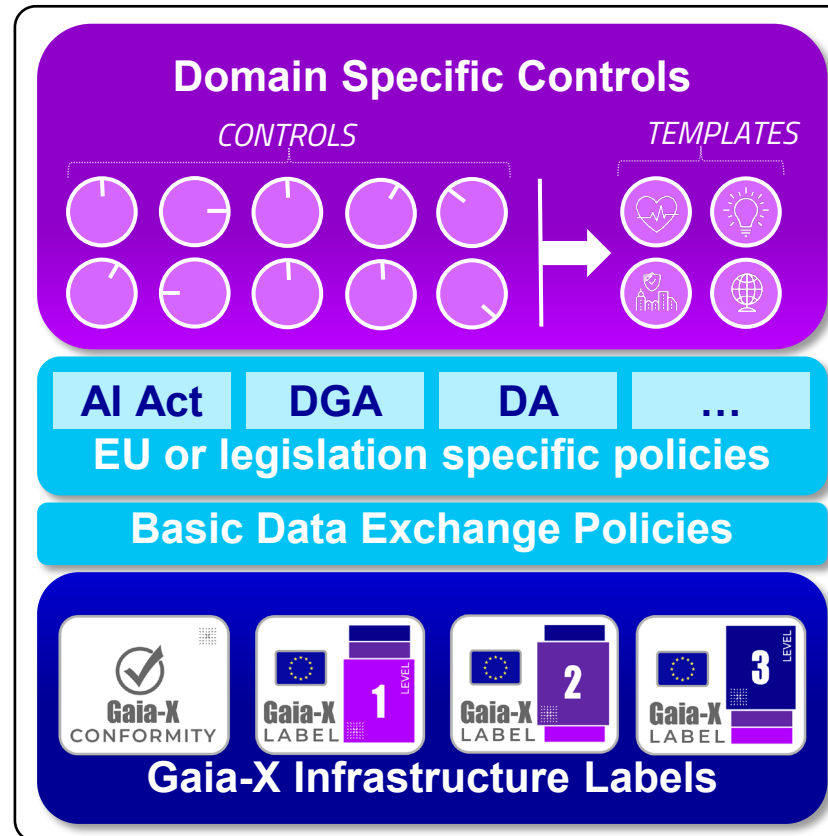 Domain Specific Controls
CONTROLS
TEMPLATES
AI Act
DGA
DA
...
EU or legislation specific policies
Basic Data Exchange Policies
Gaia-X
CONFORMITY
1
LEVEL
Gaia-X
LABEL
2
LEVEL
Gaia-X
LABEL
3
LEVEL
Gaia-X
LABEL
Gaia-X Infrastructure Labels